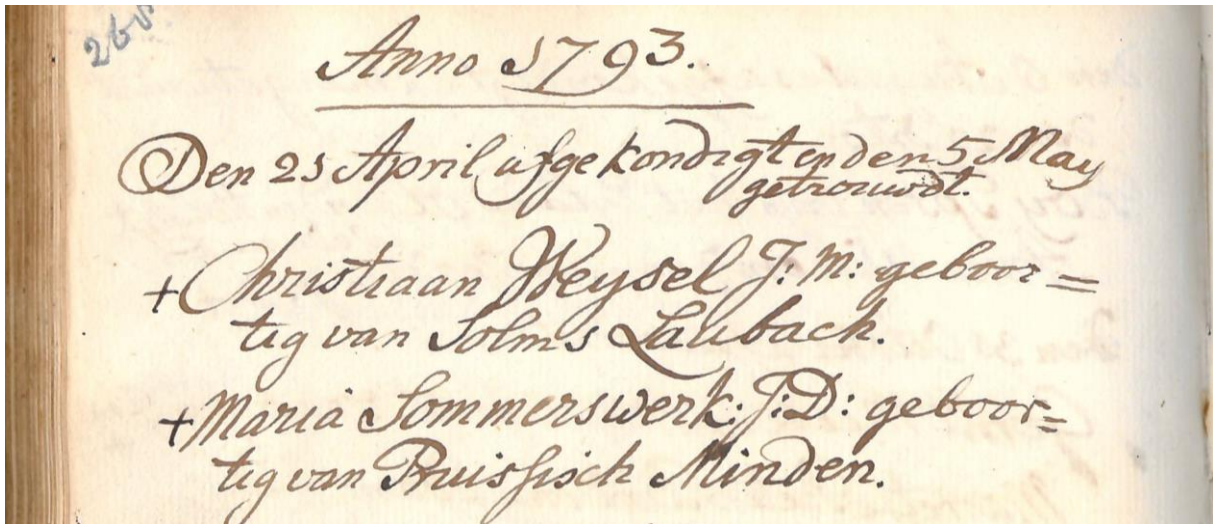 26v
Anno 1793.
Den 21 April afgekondigt en den 5 May
getrouwdt.
+ Christiaan Weysel J: M: geboor=
tig van Solms Laubach.
+ Maria Sommerswerk: J: D: geboor=
tig van Pruissisch Minden.